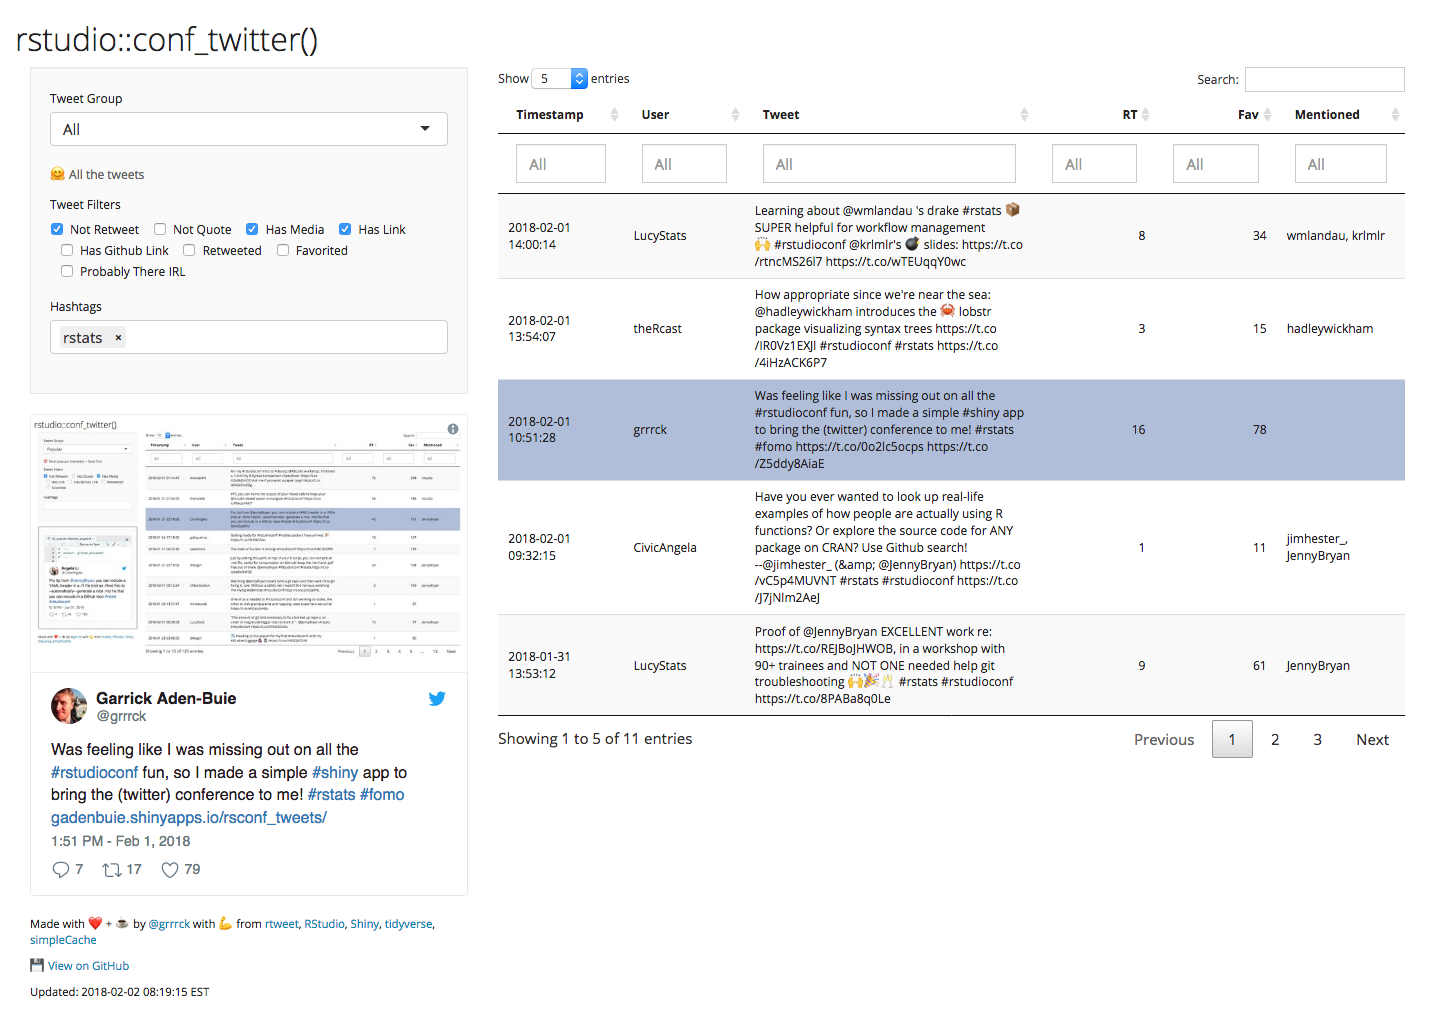 rstudio::conf_twitter()
Tweet Group
All
🤗 All the tweets
Tweet Filters
Not Retweet Not Quote Has Media Has Link
Has Github Link Retweeted Favorited
Probably There IRL
Hashtags
rstats ×
rstudio::conf_twitter()
Garrick Aden-Buie
@grrrck
Was feeling like I was missing out on all the
#rstudioconf fun, so I made a simple #shiny app to
bring the (twitter) conference to me! #rstats #fomo
gadenbuie.shinyapps.io/rsconf_tweets/
1:51 PM - Feb 1, 2018
7 17 79
Made with ❤️ + ☕ by @grrrck with 💪 from rtweet, RStudio, Shiny, tidyverse,
simpleCache
💾 View on GitHub
Updated: 2018-02-02 08:19:15 EST
Show 5 entries
Search:
Timestamp User Tweet RT Fav Mentioned
All All All All All All
2018-02-01
14:00:14
LucyStats
Learning about @wmlandau 's drake #rstats 📦
SUPER helpful for workflow management
🙌 #rstudioconf @krlmlr's 💣 slides: https://t.co
/rtncMS26l7 https://t.co/wTEUqqY0wc
8
34
wmlandau, krlmlr
2018-02-01
13:54:07
theRcast
How appropriate since we're near the sea:
@hadleywickham introduces the 🦀 lobstr
package visualizing syntax trees https://t.co
/IR0Vz1EXJl #rstudioconf #rstats https://t.co
/4iHzACK6P7
3
15
hadleywickham
2018-02-01
10:51:28
grrrck
Was feeling like I was missing out on all the
#rstudioconf fun, so I made a simple #shiny app
to bring the (twitter) conference to me! #rstats
#fomo https://t.co/0o2lc5ocps https://t.co
/Z5ddy8AiaE
16
78
2018-02-01
09:32:15
CivicAngela
Have you ever wanted to look up real-life
examples of how people are actually using R
functions? Or explore the source code for ANY
package on CRAN? Use Github search!
--@jimhester_ (&amp; @JennyBryan) https://t.co
/vC5p4MUVNT #rstats #rstudioconf https://t.co
/J7jNlm2AeJ
1
11
jimhester_,
JennyBryan
2018-01-31
13:53:12
LucyStats
Proof of @JennyBryan EXCELLENT work re:
https://t.co/REJBoJHWOB, in a workshop with
90+ trainees and NOT ONE needed help git
troubleshooting 🙌🎉🥂 #rstats #rstudioconf
https://t.co/8PABa8q0Le
9
61
JennyBryan
Showing 1 to 5 of 11 entries
Previous 1 2 3 Next